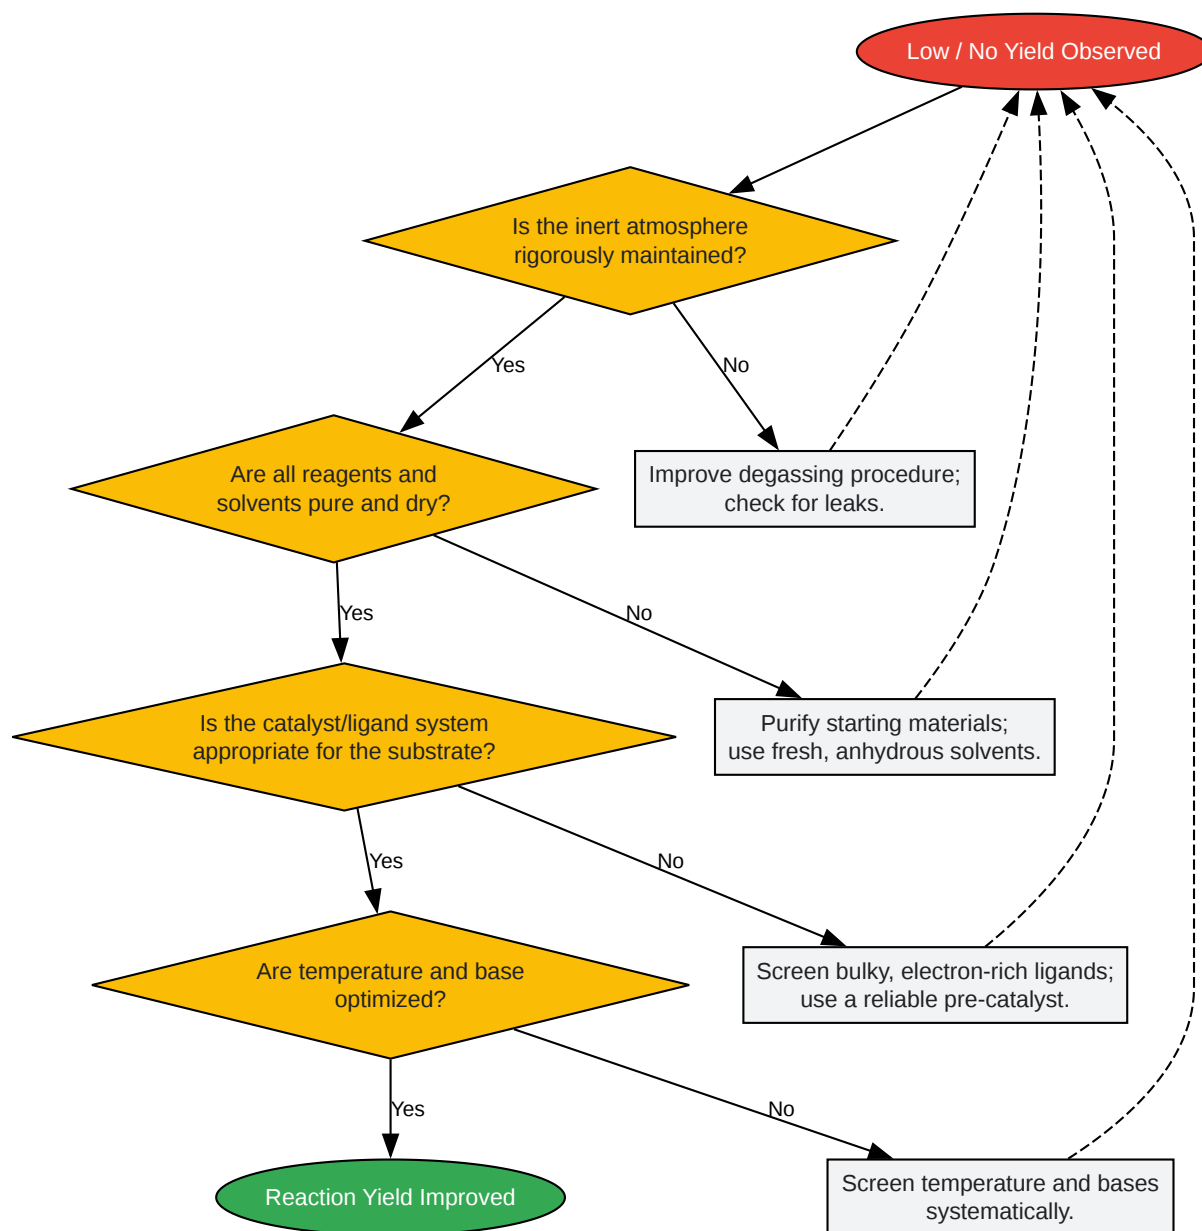 Low / No Yield Observed
Is the inert atmosphere
rigorously maintained?
Yes
No
Are all reagents and
solvents pure and dry?
Improve degassing procedure;
check for leaks.
Yes
No
Is the catalyst/ligand system
appropriate for the substrate?
Purify starting materials;
use fresh, anhydrous solvents.
Yes
No
Are temperature and base
optimized?
Screen bulky, electron-rich ligands;
use a reliable pre-catalyst.
Yes
No
Reaction Yield Improved
Screen temperature and bases
systematically.